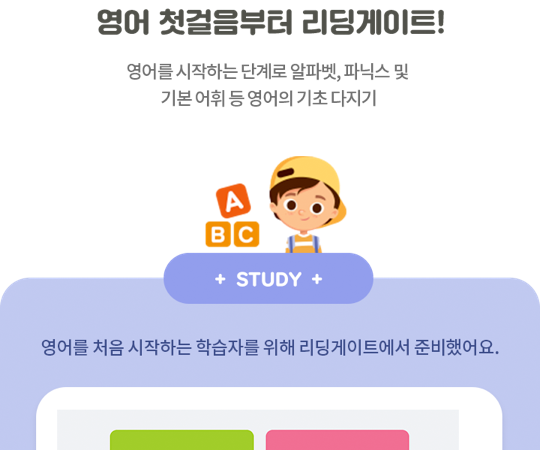 영어 첫걸음부터 리딩게이트!
영어를 시작하는 단계로 알파벳, 파닉스 및
기본 어휘 등 영어의 기초 다지기
A
B C
+ STUDY +
영어를 처음 시작하는 학습자를 위해 리딩게이트에서 준비했어요.